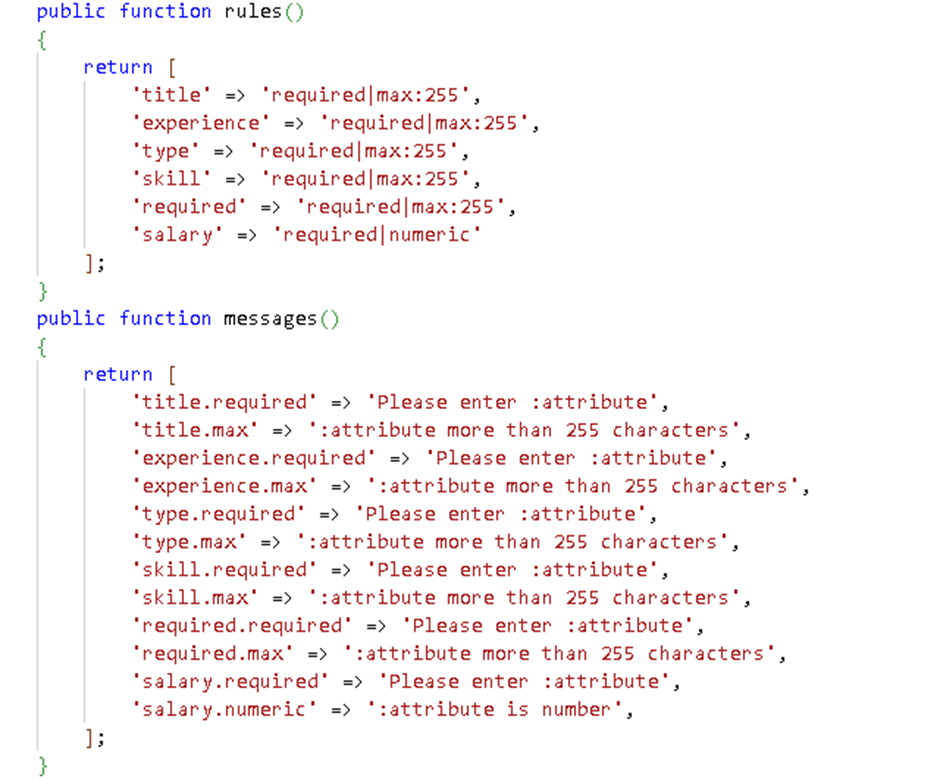 public function rules()
{
    return [
        'title' => 'required|max:255',
        'experience' => 'required|max:255',
        'type' => 'required|max:255',
        'skill' => 'required|max:255',
        'required' => 'required|max:255',
        'salary' => 'required|numeric'
    ];
}
public function messages()
{
    return [
        'title.required' => 'Please enter :attribute',
        'title.max' => ':attribute more than 255 characters',
        'experience.required' => 'Please enter :attribute',
        'experience.max' => ':attribute more than 255 characters',
        'type.required' => 'Please enter :attribute',
        'type.max' => ':attribute more than 255 characters',
        'skill.required' => 'Please enter :attribute',
        'skill.max' => ':attribute more than 255 characters',
        'required.required' => 'Please enter :attribute',
        'required.max' => ':attribute more than 255 characters',
        'salary.required' => 'Please enter :attribute',
        'salary.numeric' => ':attribute is number',
    ];
}